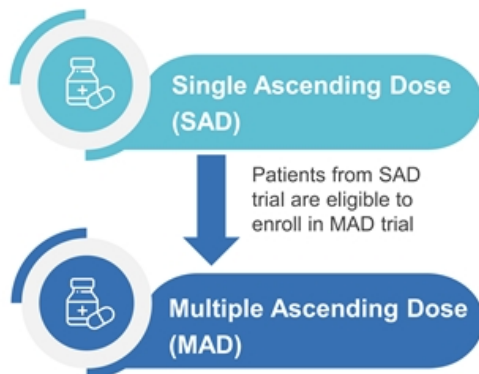 Single Ascending Dose
(SAD)
Patients from SAD
trial are eligible to
enroll in MAD trial
Multiple Ascending Dose
(MAD)